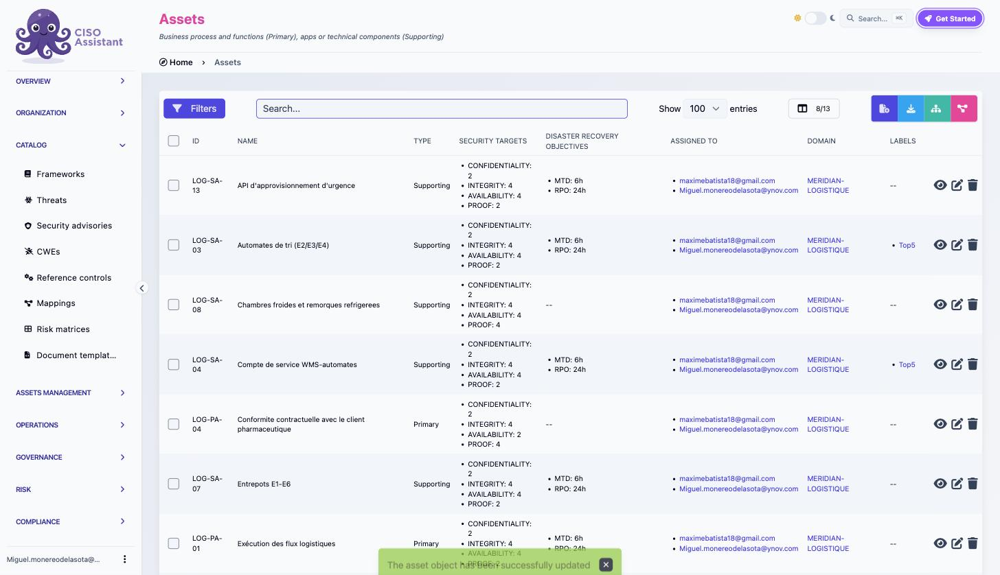 CISO
Assistant
OVERVIEW
ORGANIZATION
CATALOG
Frameworks
Threats
Security advisories
CWEs
Reference controls
Mappings
Risk matrices
Document templat...
ASSETS MANAGEMENT
OPERATIONS
GOVERNANCE
RISK
COMPLIANCE
Miguel.monereodelasota@...
Assets
Search... ⌘K Get Started
Business process and functions (Primary), apps or technical components (Supporting)
Home › Assets
Filters Search... Show 100 entries 8/13
ID NAME TYPE SECURITY TARGETS DISASTER RECOVERY OBJECTIVES ASSIGNED TO DOMAIN LABELS
LOG-SA-
13
API d'approvisionnement d'urgence
Supporting
• CONFIDENTIALITY:
2
• INTEGRITY: 4
• AVAILABILITY: 4
• PROOF: 2
• MTD: 6h
• RPO: 24h
• maximebatista18@gmail.com
• Miguel.monereodelasota@ynov.com
MERIDIAN-
LOGISTIQUE
--
LOG-SA-
03
Automates de tri (E2/E3/E4)
Supporting
• CONFIDENTIALITY:
2
• INTEGRITY: 4
• AVAILABILITY: 4
• PROOF: 2
• MTD: 6h
• RPO: 24h
• maximebatista18@gmail.com
• Miguel.monereodelasota@ynov.com
MERIDIAN-
LOGISTIQUE
• Top5
LOG-SA-
08
Chambres froides et remorques refrigerees
Supporting
• CONFIDENTIALITY:
2
• INTEGRITY: 4
• AVAILABILITY: 4
• PROOF: 4
--
• maximebatista18@gmail.com
• Miguel.monereodelasota@ynov.com
MERIDIAN-
LOGISTIQUE
--
LOG-SA-
04
Compte de service WMS-automates
Supporting
• CONFIDENTIALITY:
2
• INTEGRITY: 4
• AVAILABILITY: 4
• PROOF: 2
• MTD: 6h
• RPO: 24h
• maximebatista18@gmail.com
• Miguel.monereodelasota@ynov.com
MERIDIAN-
LOGISTIQUE
• Top5
LOG-PA-
04
Conformite contractuelle avec le client
pharmaceutique
Primary
• CONFIDENTIALITY:
2
• INTEGRITY: 4
• AVAILABILITY: 2
• PROOF: 4
--
• maximebatista18@gmail.com
• Miguel.monereodelasota@ynov.com
MERIDIAN-
LOGISTIQUE
--
LOG-SA-
07
Entrepots E1-E6
Supporting
• CONFIDENTIALITY:
2
• INTEGRITY: 4
• AVAILABILITY: 4
• PROOF: 2
• MTD: 6h
• RPO: 24h
• maximebatista18@gmail.com
• Miguel.monereodelasota@ynov.com
MERIDIAN-
LOGISTIQUE
--
LOG-PA-
01
Exécution des flux logistiques
Primary
• CONFIDENTIALITY:
2
• INTEGRITY: 4
• AVAILABILITY: 4
• PROOF: 2
• MTD: 6h
• RPO: 24h
• maximebatista18@gmail.com
• Miguel.monereodelasota@ynov.com
MERIDIAN-
LOGISTIQUE
--
The asset object has been successfully updated